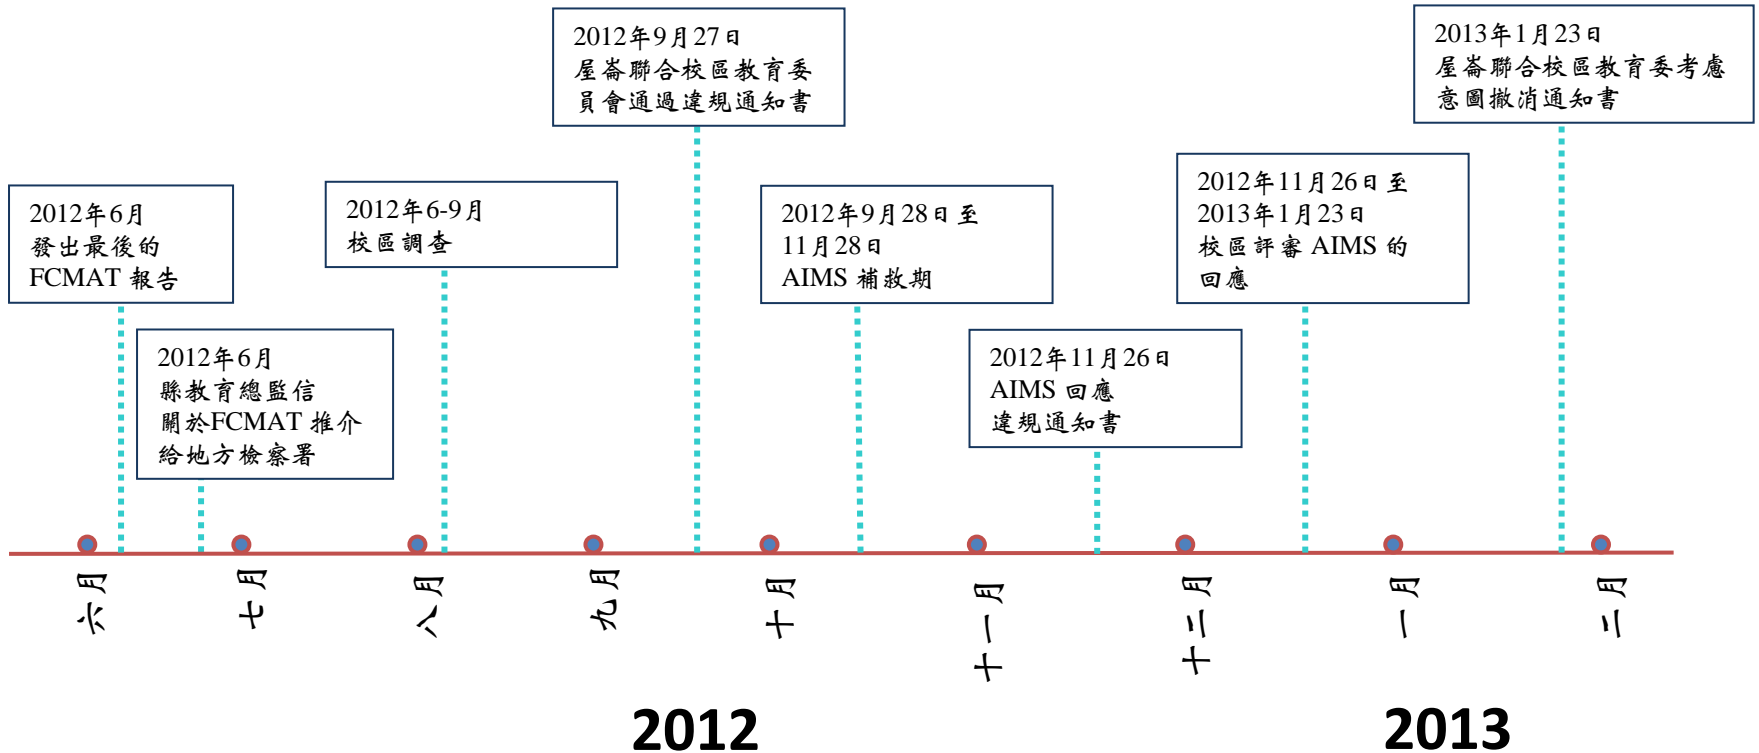 2012年6月
發出最後的
FCMAT 報告
2012年6月
縣教育總監信
關於FCMAT 推介
給地方檢察署
2012年6-9月
校區調查
2012年9月27日
屋崙聯合校區教育委
員會通過違規通知書
2012年9月28日至
11月28日
AIMS 補救期
2012年11月26日
AIMS 回應
違規通知書
2012年11月26日至
2013年1月23日
校區評審 AIMS 的
回應
2013年1月23日
屋崙聯合校區教育委考慮
意圖撤消通知書
六月
七月
八月
九月
十月
十一月
十二月
一月
二月
2012
2013